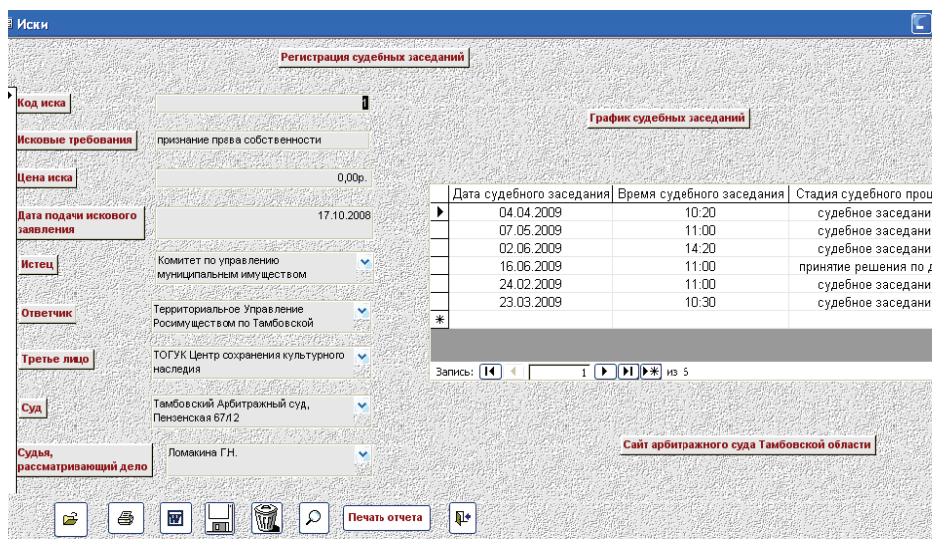 Иски
Регистрация судебных заседаний
Код иска
1
Исковые требования
признание права собственности
Цена иска
0,00р.
Дата подачи искового
заявления
17.10.2008
Истец
Комитет по управлению
муниципальным имуществом
Ответчик
Территориальное Управление
Росимуществом по Тамбовской
Третье лицо
ТОГУК Центр сохранения культурного
наследия
Суд
Тамбовский Арбитражный суд,
Пензенская 67/12
Судья,
рассматривающий дело
Ломакина Г.Н.
График судебных заседаний
Дата судебного заседания Время судебного заседания Стадия судебного проц
04.04.2009 10:20 судебное заседани
07.05.2009 11:00 судебное заседани
02.06.2009 14:20 судебное заседани
16.06.2009 11:00 принятие решения по д
24.02.2009 11:00 судебное заседани
23.03.2009 10:30 судебное заседани
Запись: 1 из 6
Сайт арбитражного суда Тамбовской области
Печать отчета